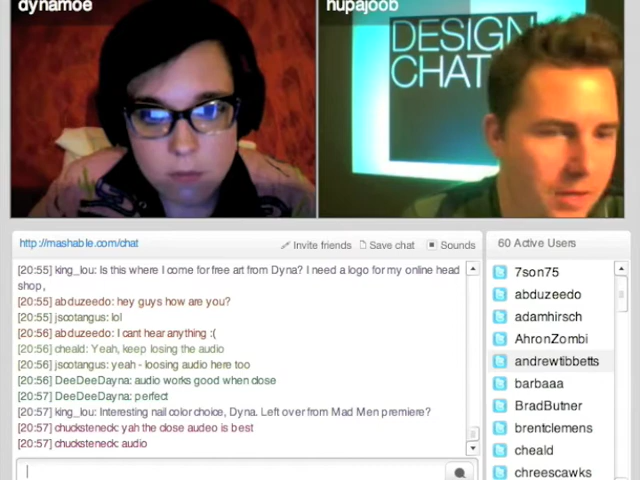 dynamoe
hupajoob
DESIGN
CHAT
http://mashable.com/chat
Invite friends
Save chat
Sounds
60 Active Users
[20:55] king_lou: Is this where I come for free art from Dyna? I need a logo for my online head
shop,
[20:55] abduzeedo: hey guys how are you?
[20:55] jscotangus: lol
[20:56] abduzeedo: I cant hear anything :(
[20:56] cheald: Yeah, keep losing the audio
[20:56] jscotangus: yeah - loosing audio here too
[20:56] DeeDeeDayna: audio works good when close
[20:57] DeeDeeDayna: perfect
[20:57] king_lou: Interesting nail color choice, Dyna. Left over from Mad Men premiere?
[20:57] chucksteneck: yah the close audeo is best
[20:57] chucksteneck: audio
7son75
abduzeedo
adamhirsch
AhronZombi
andrewtibbetts
barbaaa
BradButner
brentclemens
cheald
chreescawks